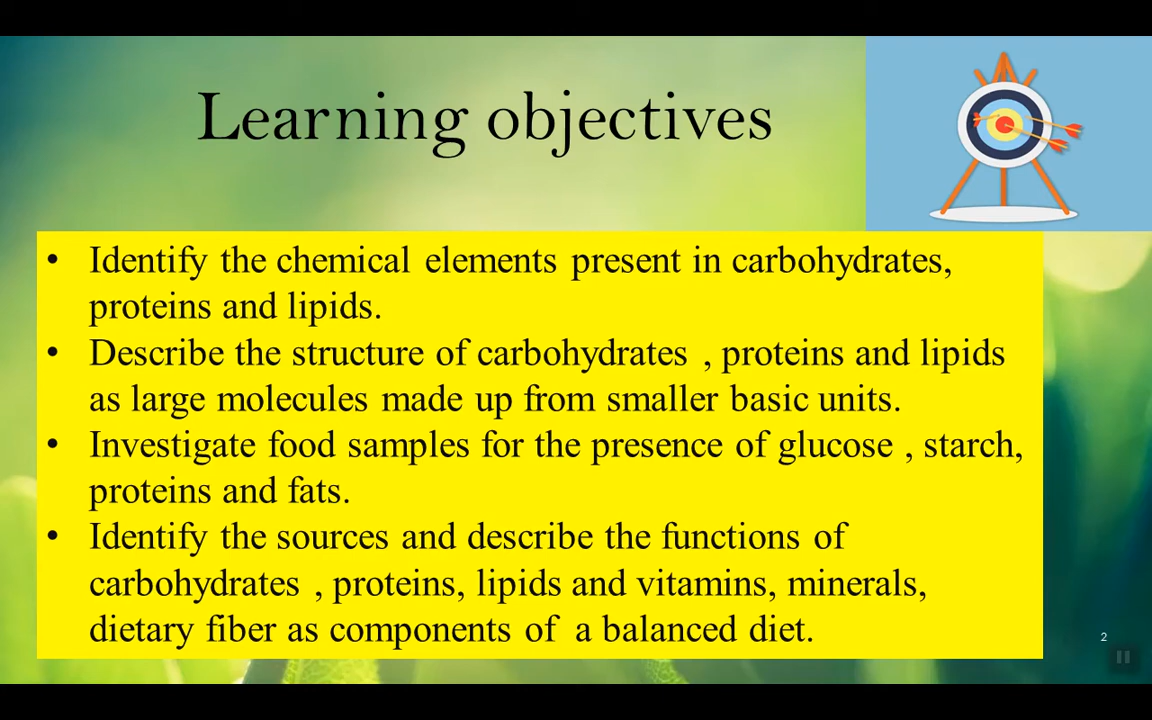 Learning objectives
• Identify the chemical elements present in carbohydrates,
proteins and lipids.
• Describe the structure of carbohydrates , proteins and lipids
as large molecules made up from smaller basic units.
• Investigate food samples for the presence of glucose , starch,
proteins and fats.
• Identify the sources and describe the functions of
carbohydrates , proteins, lipids and vitamins, minerals,
dietary fiber as components of a balanced diet.
2